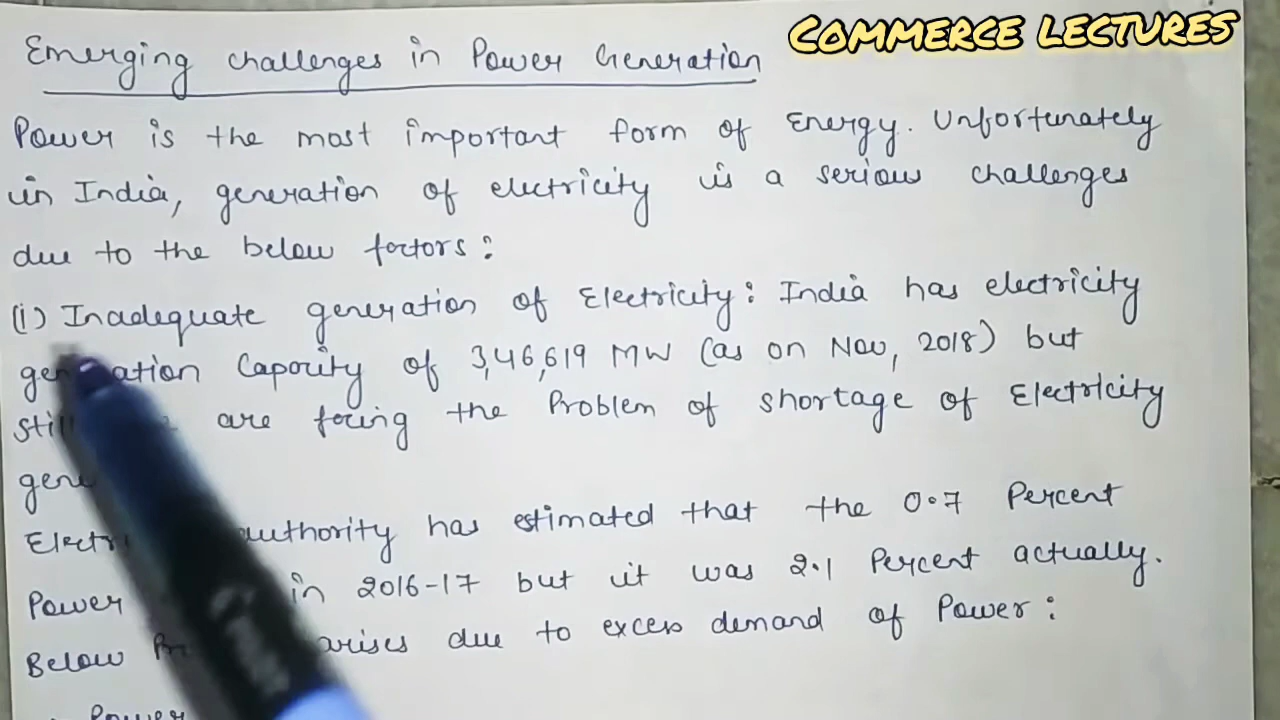 COMMERCE LECTURES
Emerging challenges in Power Generation
Power is the most important form of Energy. Unfortunately
in India, generation of electricity is a serious challenges
due to the below factors:
(i) Inadequate generation of Electricity: India has electricity
generation Capacity of 3,46,619 MW (as on Nov, 2018) but
still are facing the Problem of shortage of Electricity
authority has estimated that the 0.7 Percent
Power in 2016-17 but it was 2.1 Percent actually.
Below arises due to excess demand of Power:
Power